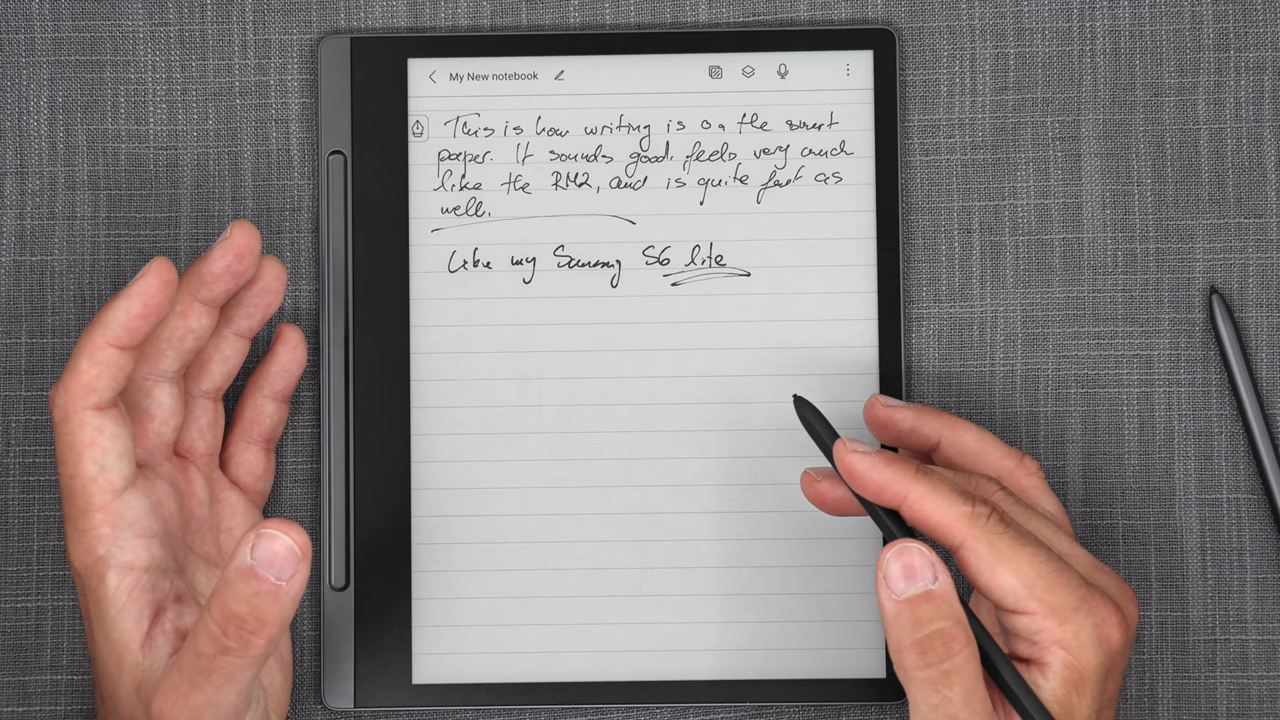 My New notebook
This is how writing is on the smart
paper. It sounds good, feels very much
like the RM2, and is quite fast as
well.
Like my Samsung S6 lite